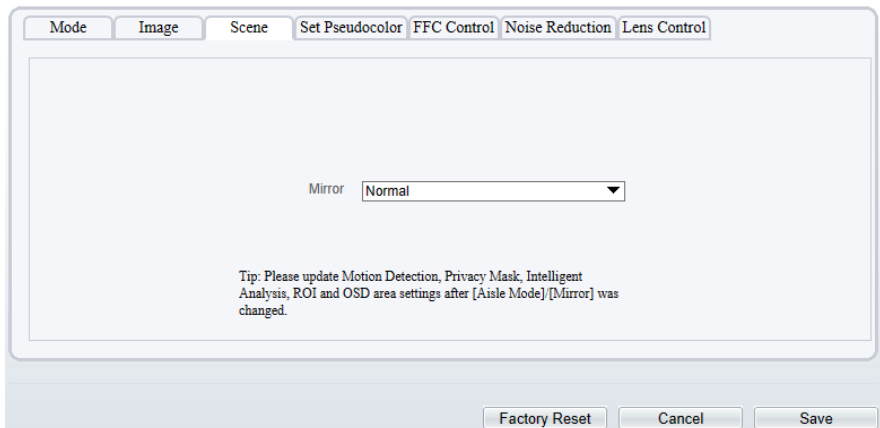 Mode Image Scene Set Pseudocolor FFC Control Noise Reduction Lens Control
Mirror Normal
Tip: Please update Motion Detection, Privacy Mask, Intelligent
Analysis, ROI and OSD area settings after [Aisle Mode]/[Mirror] was
changed.
Factory Reset Cancel Save